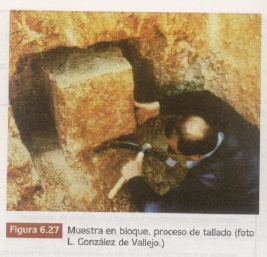 Figura 6.27 Muestra en bloque, proceso de tallado (foto
L. González de Vallejo.)